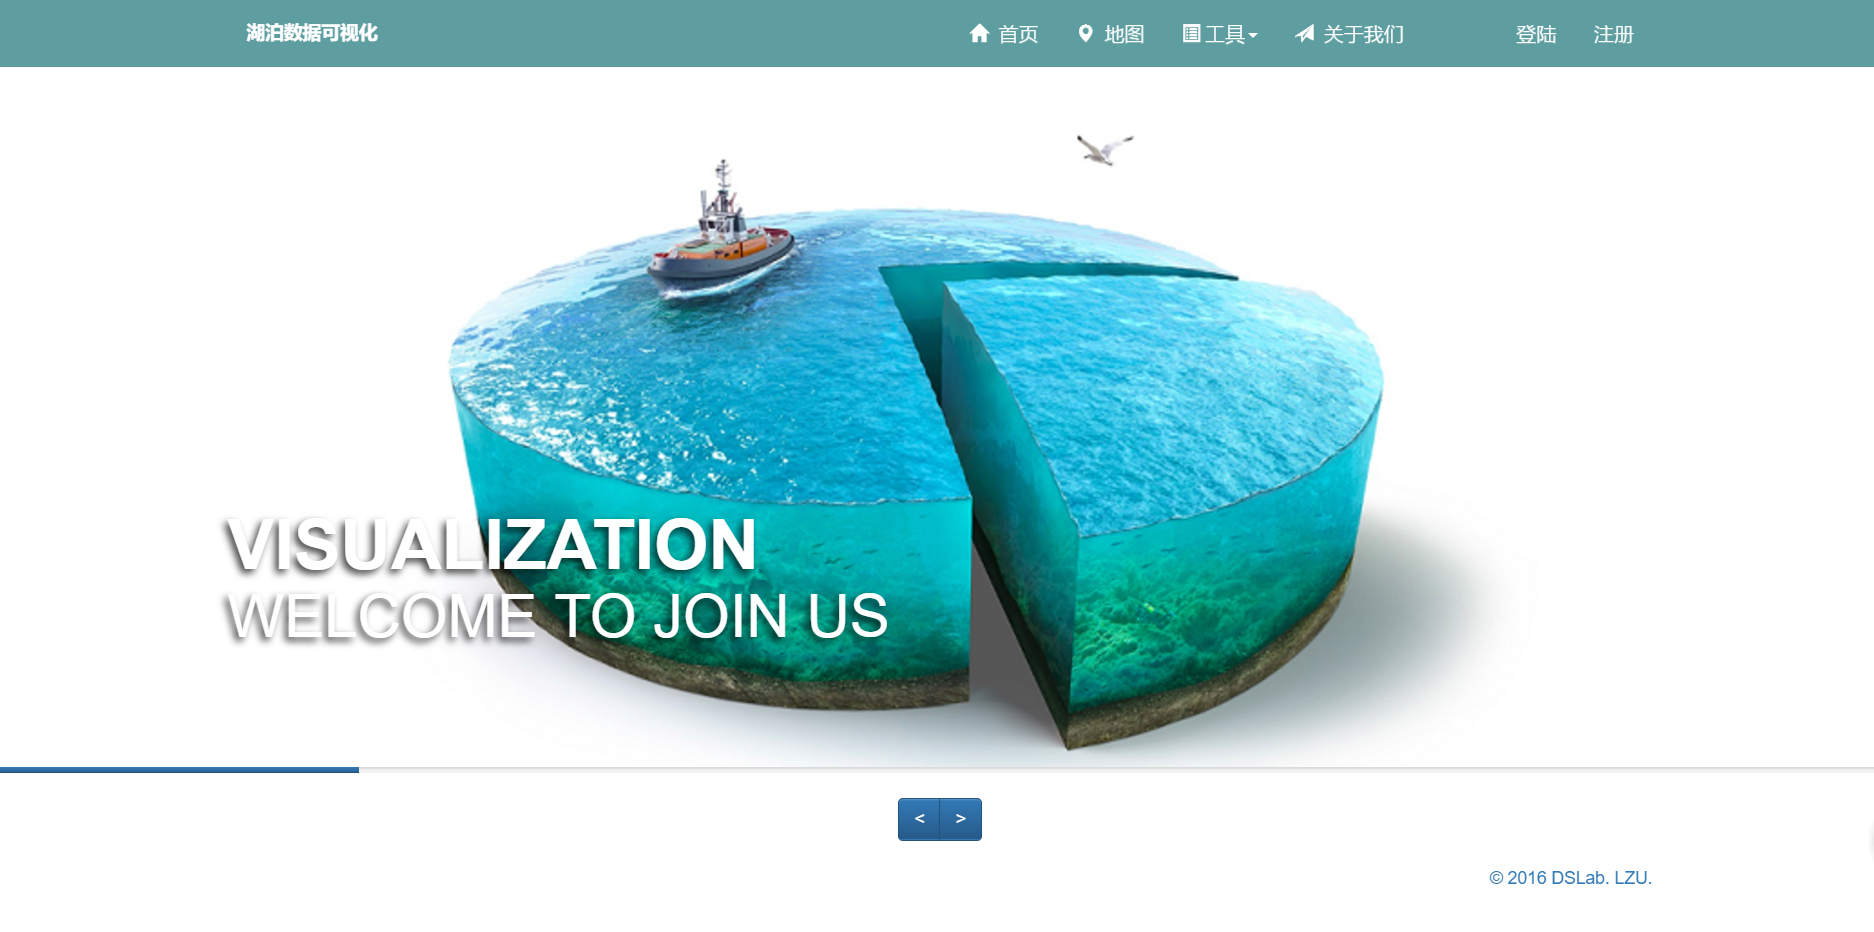 湖泊数据可视化 首页 地图 工具 关于我们 登陆 注册
VISUALIZATION
WELCOME TO JOIN US
< >
© 2016 DSLab. LZU.